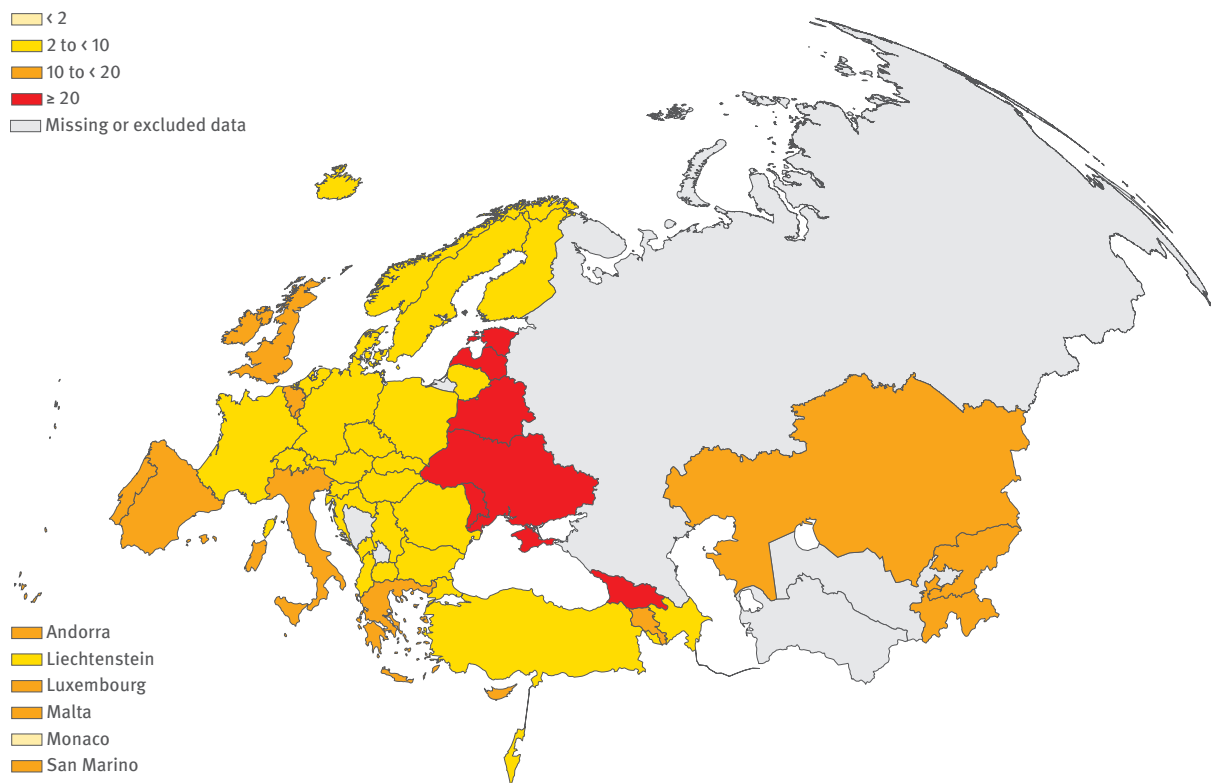 < 2
2 to < 10
10 to < 20
≥ 20
Missing or excluded data
Andorra
Liechtenstein
Luxembourg
Malta
Monaco
San Marino